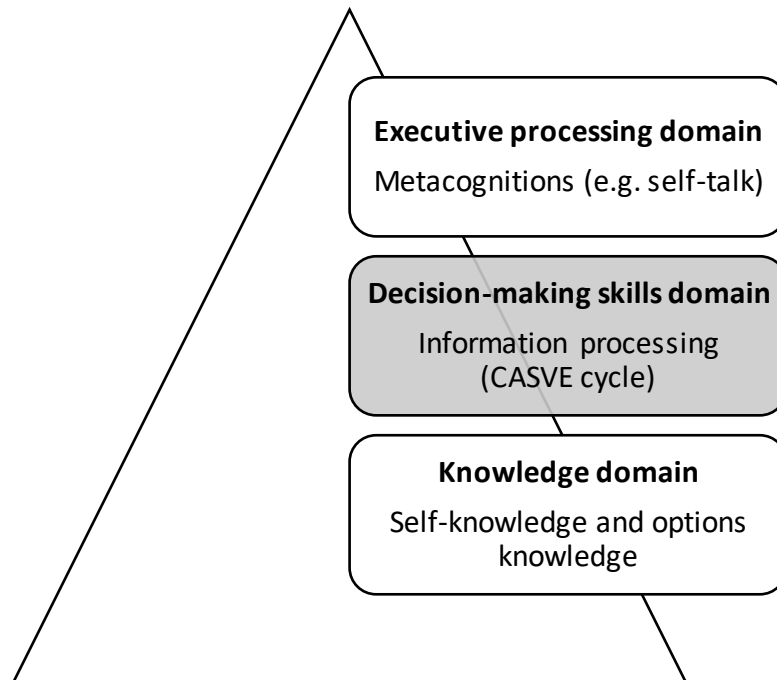 Executive processing domain
Metacognitions (e.g. self-talk)
Decision-making skills domain
Information processing
(CASVE cycle)
Knowledge domain
Self-knowledge and options
knowledge